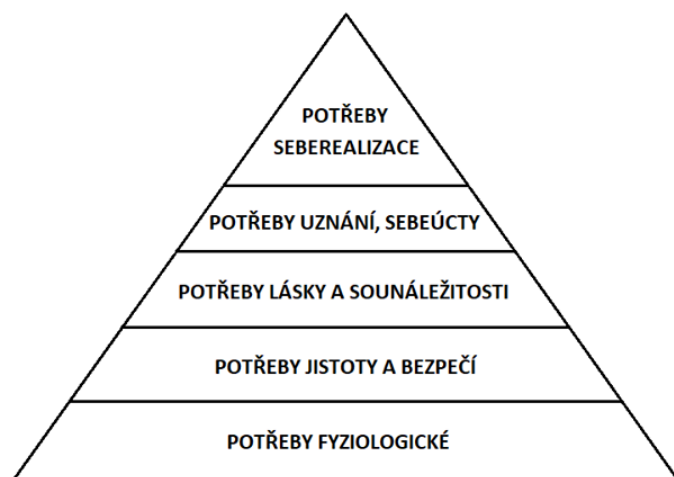 POTŘEBY
SEBEREALIZACE
POTŘEBY UZNÁNÍ, SEBEÚCTY
POTŘEBY LÁSKY A SOUNÁLEŽITOSTI
POTŘEBY JISTOTY A BEZPEČÍ
POTŘEBY FYZIOLOGICKÉ